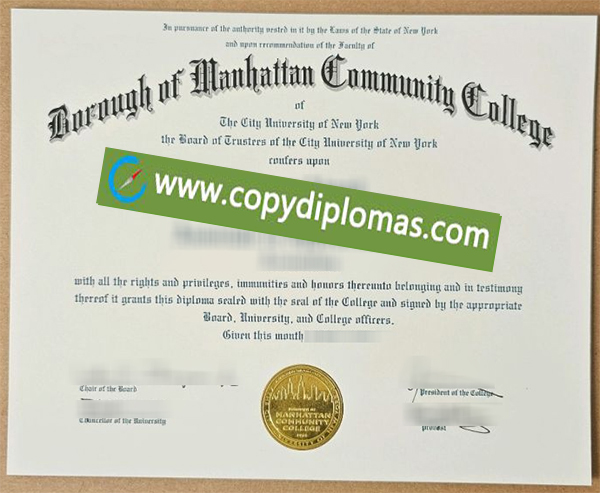 In pursuance of the authority vested in it by the Laws of the State of New York
and upon recommendation of the Faculty of
Borough of Manhattan Community College
of
The City University of New York
the Board of Trustees of the City University of New York
confers upon
www.copydiplomas.com
with all the rights and privileges, immunities and honors thereunto belonging and in testimony
thereof it grants this diploma sealed with the seal of the College and signed by the appropriate
Board, University, and College officers.
Given this month
Chair of the Board
President of the College
Chancellor of the University
provost
BOROUGH OF
MANHATTAN
COMMUNITY
COLLEGE